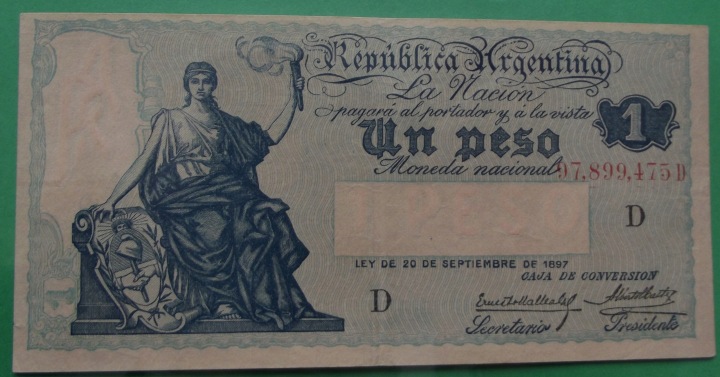 República Argentina
La Nación
pagará al portador y á la vista
Un peso
1
Moneda nacional
97,899,475 D
D
LEY DE 20 DE SEPTIEMBRE DE 1897
CAJA DE CONVERSION
D
Secretario
Presidente